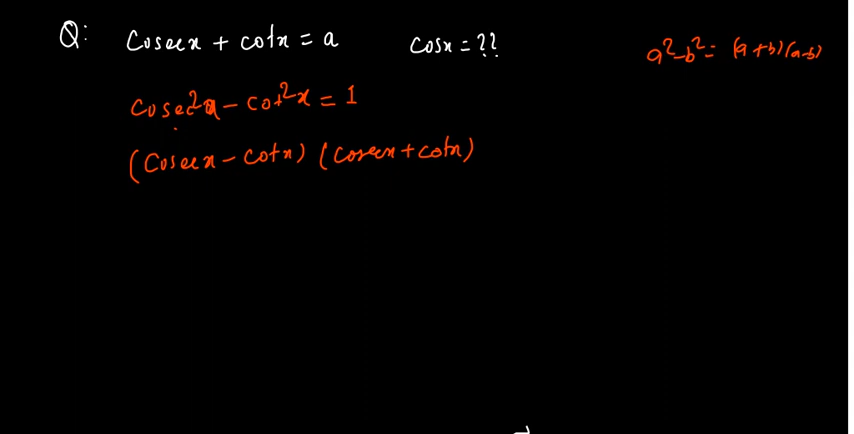 Q: Cosecx + cotx = a cosx = ?? a²-b² = (a+b)(a-b)
Cosec²x - cot²x = 1
(Cosecx - cotx) (cosecx + cotx)